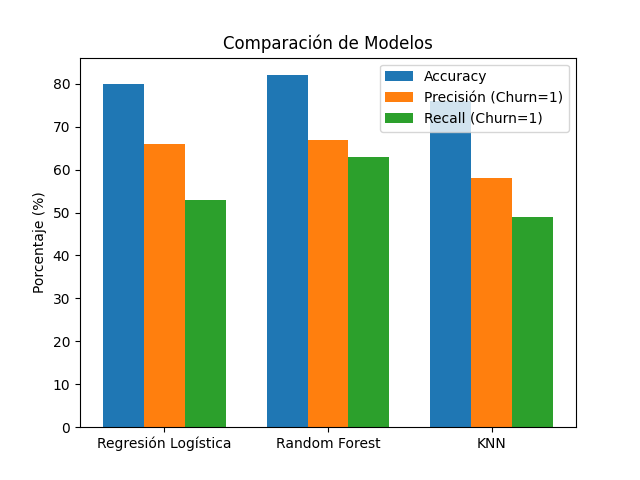 Comparación de Modelos
Accuracy
Precisión (Churn=1)
Recall (Churn=1)
Porcentaje (%)
80
70
60
50
40
30
20
10
0
Regresión Logística
Random Forest
KNN